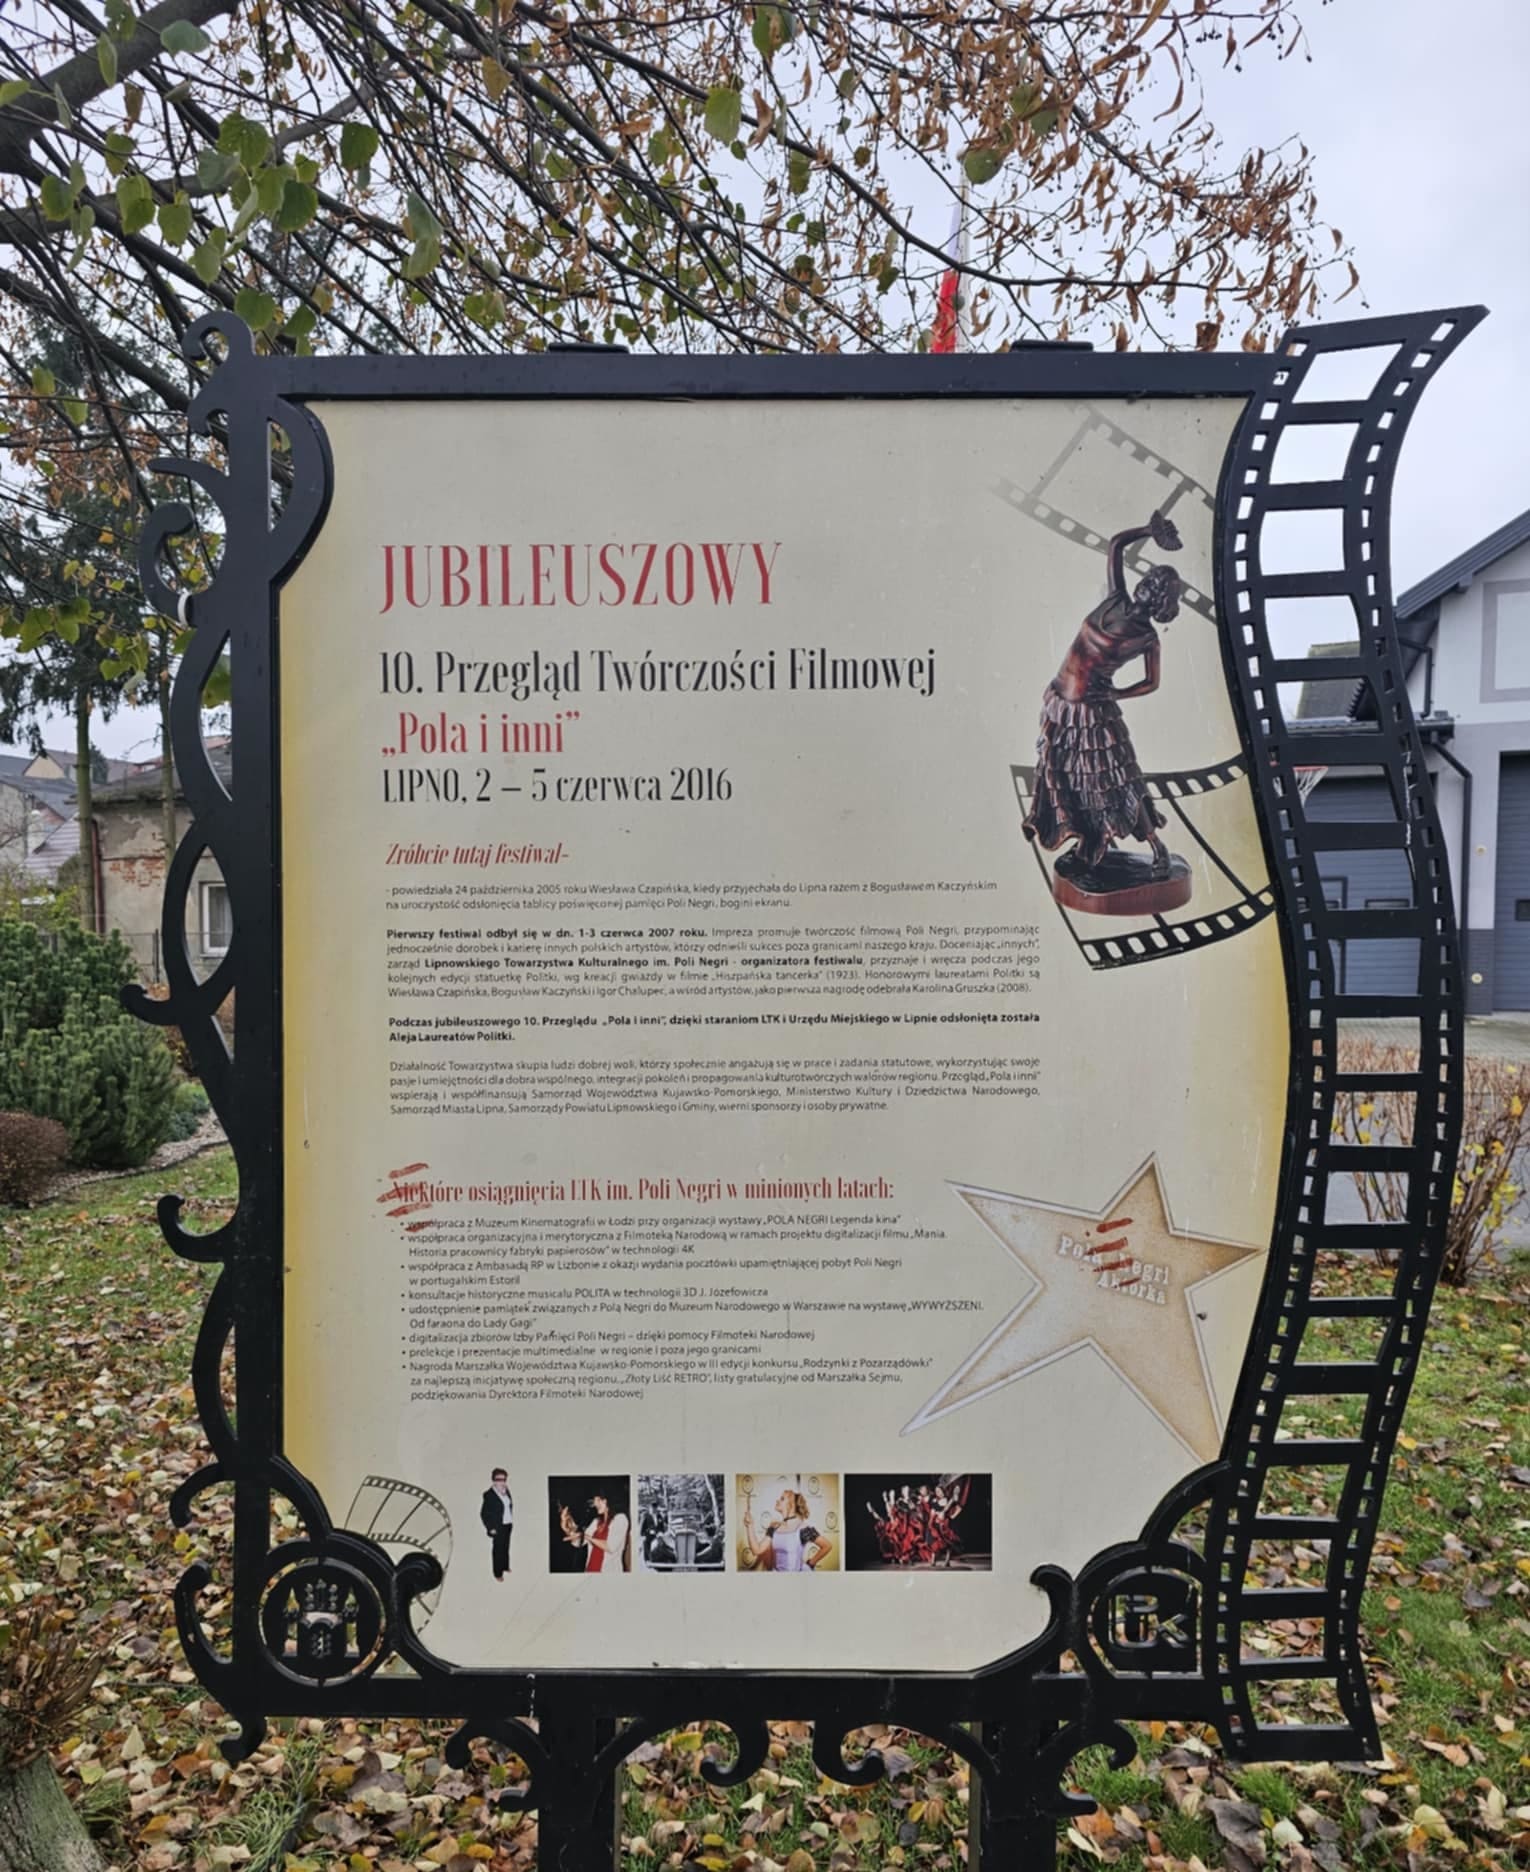 JUBILEUSZOWY
10. Przegląd Twórczości Filmowej
„Pola i inni”
LIPNO, 2 – 5 czerwca 2016
Zróbcie tutaj festiwal-
- powiedziała 24 października 2005 roku Wiesława Czapińska, kiedy przyjechała do Lipna razem z Bogusławem Kaczyńskim
na uroczystość odsłonięcia tablicy poświęconej pamięci Poli Negri, bogini ekranu.
Pierwszy festiwal odbył się w dn. 1-3 czerwca 2007 roku. Impreza promuje twórczość filmową Poli Negri, przypominając
jednocześnie dorobek i karierę innych polskich artystów, którzy odnieśli sukces poza granicami naszego kraju. Doceniając „innych”,
zarząd Lipnowskiego Towarzystwa Kulturalnego im. Poli Negri - organizatora festiwalu, przyznaje i wręcza podczas jego
kolejnych edycji statuetkę Politki, wg kreacji gwiazdy w filmie „Hiszpańska tancerka” (1923). Honorowymi laureatami Politki są
Wiesława Czapińska, Bogusław Kaczyński i Igor Chalupec, a wśród artystów, jako pierwsza nagrodę odebrała Karolina Gruszka (2008).
Podczas jubileuszowego 10. Przeglądu „Pola i inni”, dzięki staraniom LTK i Urzędu Miejskiego w Lipnie odsłonięta została
Aleja Laureatów Politki.
Działalność Towarzystwa skupia ludzi dobrej woli, którzy społecznie angażują się w prace i zadania statutowe, wykorzystując swoje
pasje i umiejętności dla dobra wspólnego, integracji pokoleń i propagowania kulturotwórczych walorów regionu. Przegląd „Pola i inni”
wspierają i współfinansują Samorząd Województwa Kujawsko-Pomorskiego, Ministerstwo Kultury i Dziedzictwa Narodowego,
Samorząd Miasta Lipna, Samorządy Powiatu Lipnowskiego i Gminy, wierni sponsorzy i osoby prywatne.
Niektóre osiągnięcia LTK im. Poli Negri w minionych latach:
• współpraca z Muzeum Kinematografii w Łodzi przy organizacji wystawy „POLA NEGRI Legenda kina”
• współpraca organizacyjna i merytoryczna z Filmoteką Narodową w ramach projektu digitalizacji filmu „Mania.
Historia pracownicy fabryki papierosów” w technologii 4K
• współpraca z Ambasadą RP w Lizbonie z okazji wydania pocztówki upamiętniającej pobyt Poli Negri
w portugalskim Estoril
• konsultacje historyczne musicalu POLITA w technologii 3D J. Józefowicza
• udostępnienie pamiątek związanych z Polą Negri do Muzeum Narodowego w Warszawie na wystawę „WYWYŻSZENI.
Od faraona do Lady Gagi”
• digitalizacja zbiorów Izby Pamięci Poli Negri – dzięki pomocy Filmoteki Narodowej
• prelekcje i prezentacje multimedialne w regionie i poza jego granicami
• Nagroda Marszałka Województwa Kujawsko-Pomorskiego w III edycji konkursu „Rodzynki z Pozarządówki”
za najlepszą inicjatywę społeczną regionu, „Złoty Liść RETRO”, listy gratulacyjne od Marszałka Sejmu,
podziękowania Dyrektora Filmoteki Narodowej
Pola Negri
Aktorka